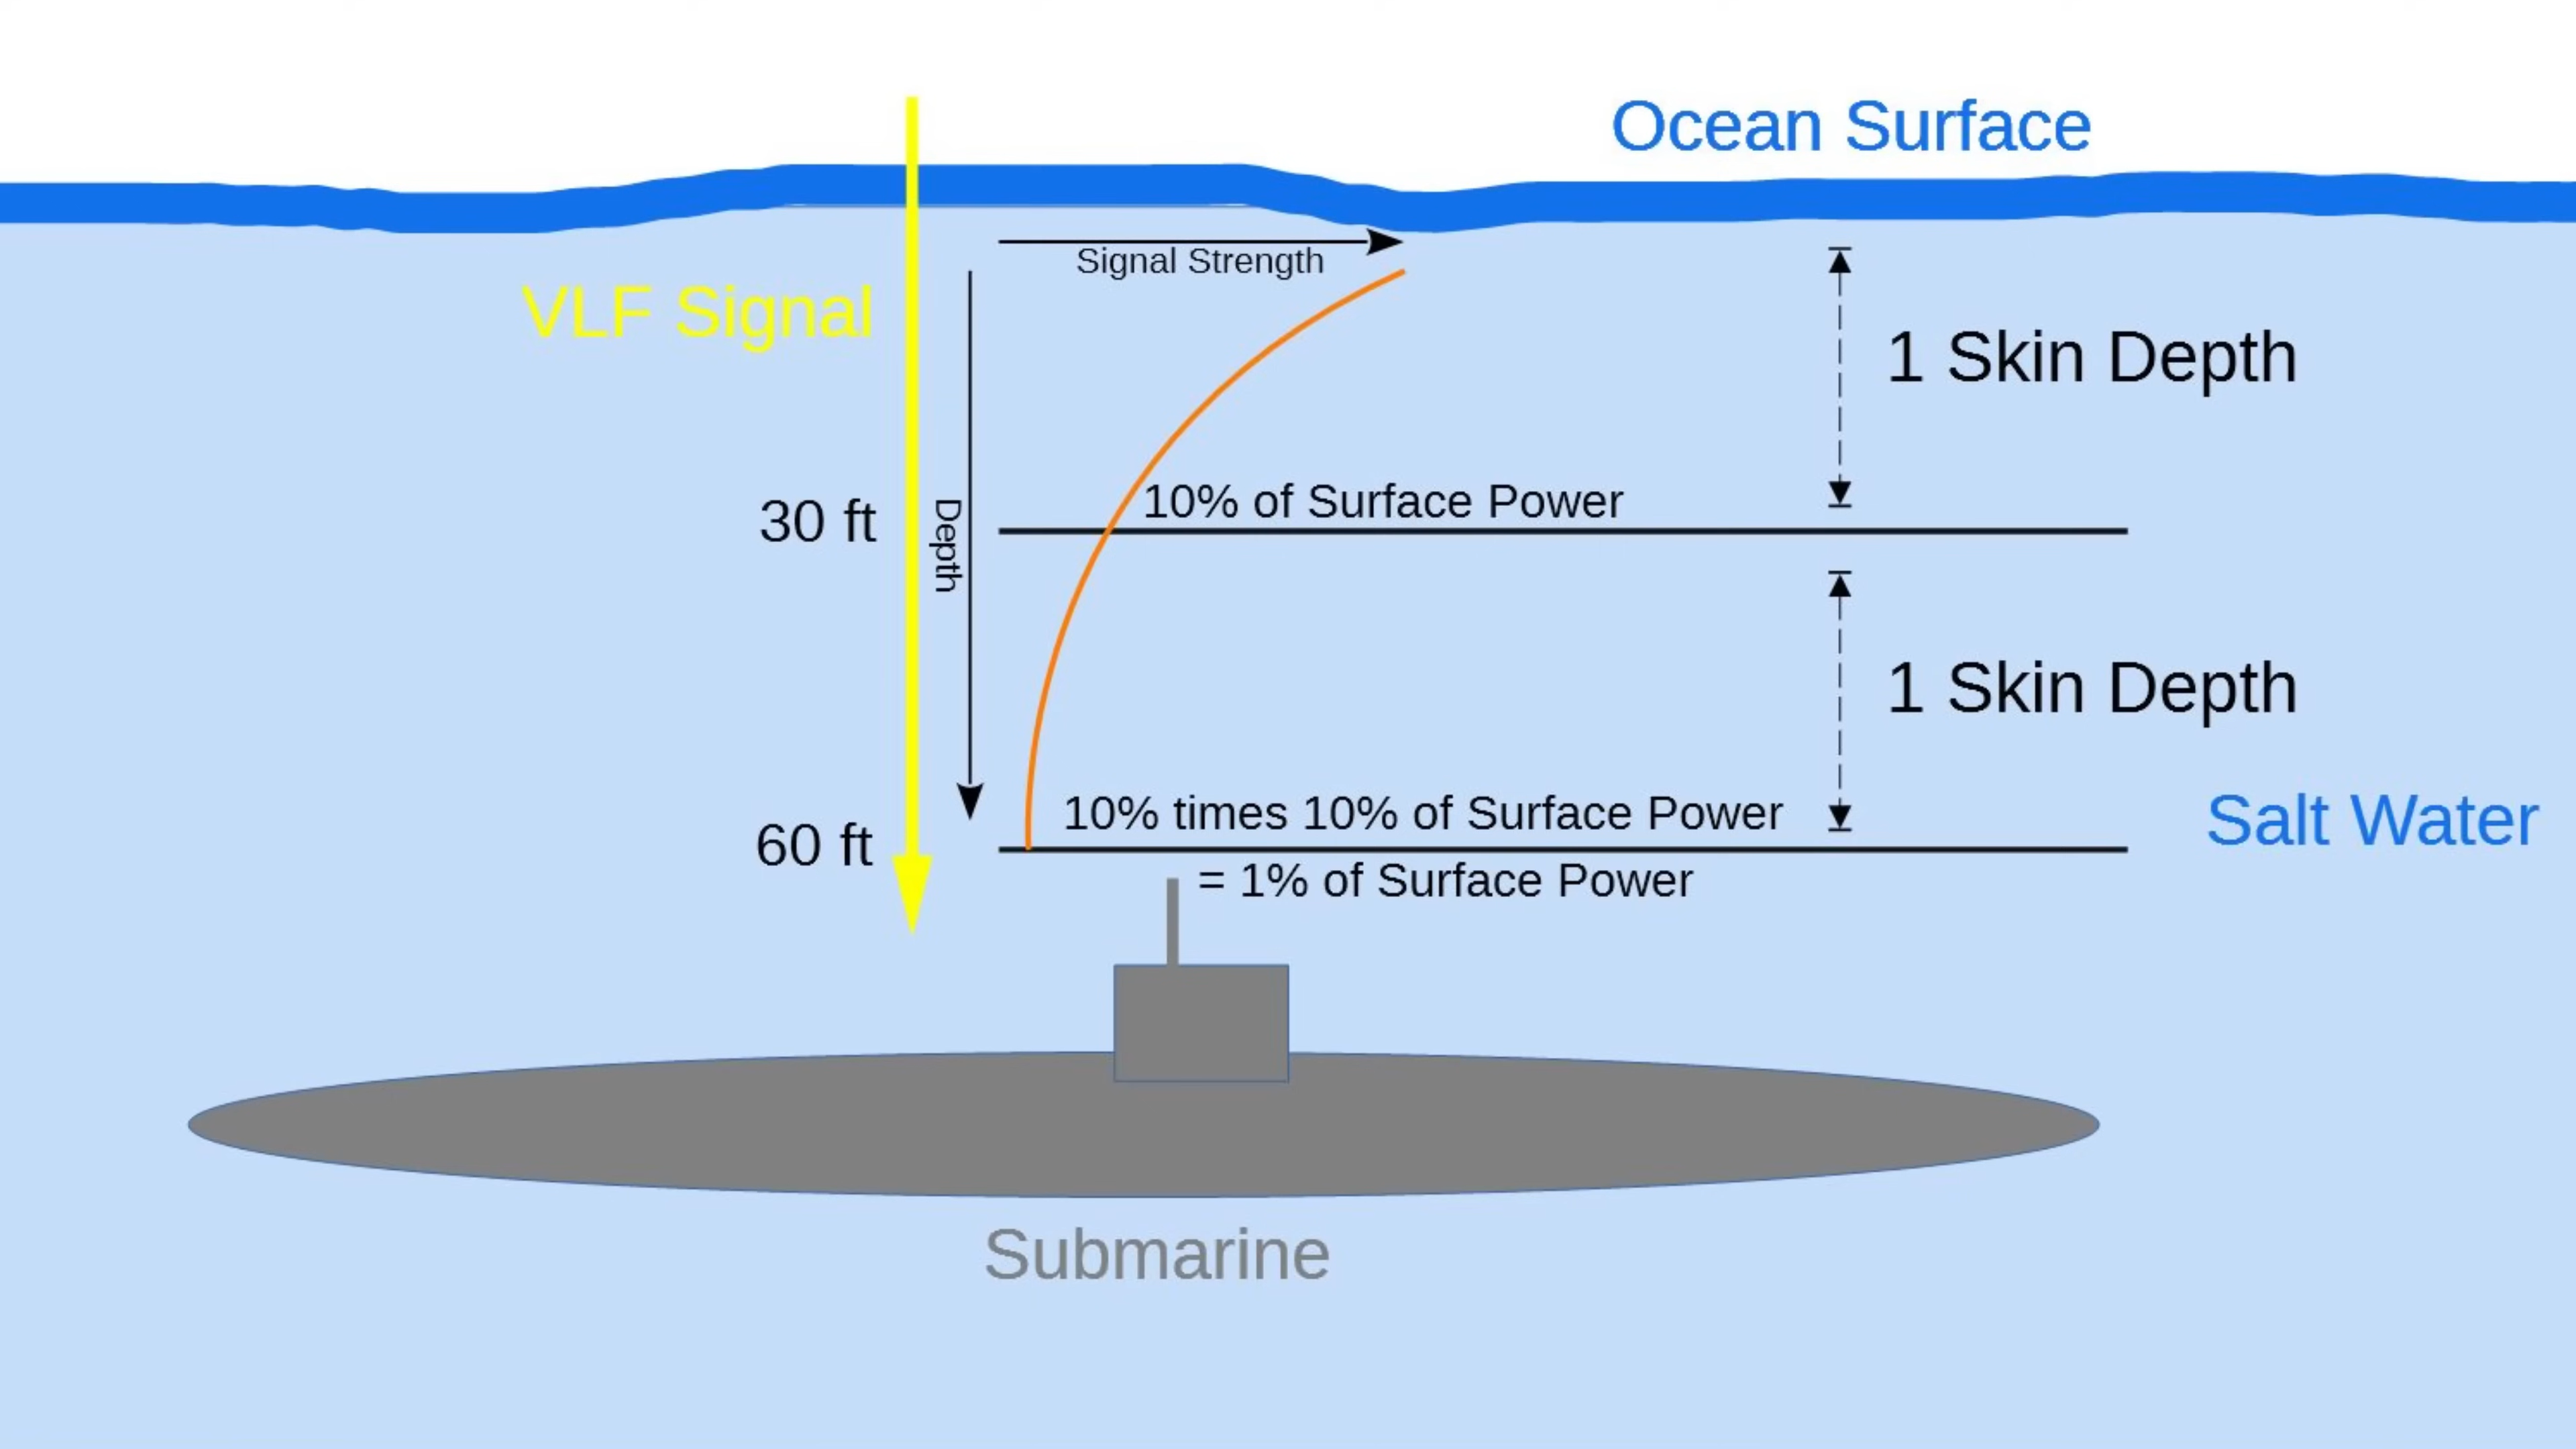 Ocean Surface
Signal Strength
VLF Signal
1 Skin Depth
10% of Surface Power
30 ft
Depth
1 Skin Depth
10% times 10% of Surface Power
Salt Water
60 ft
= 1% of Surface Power
Submarine